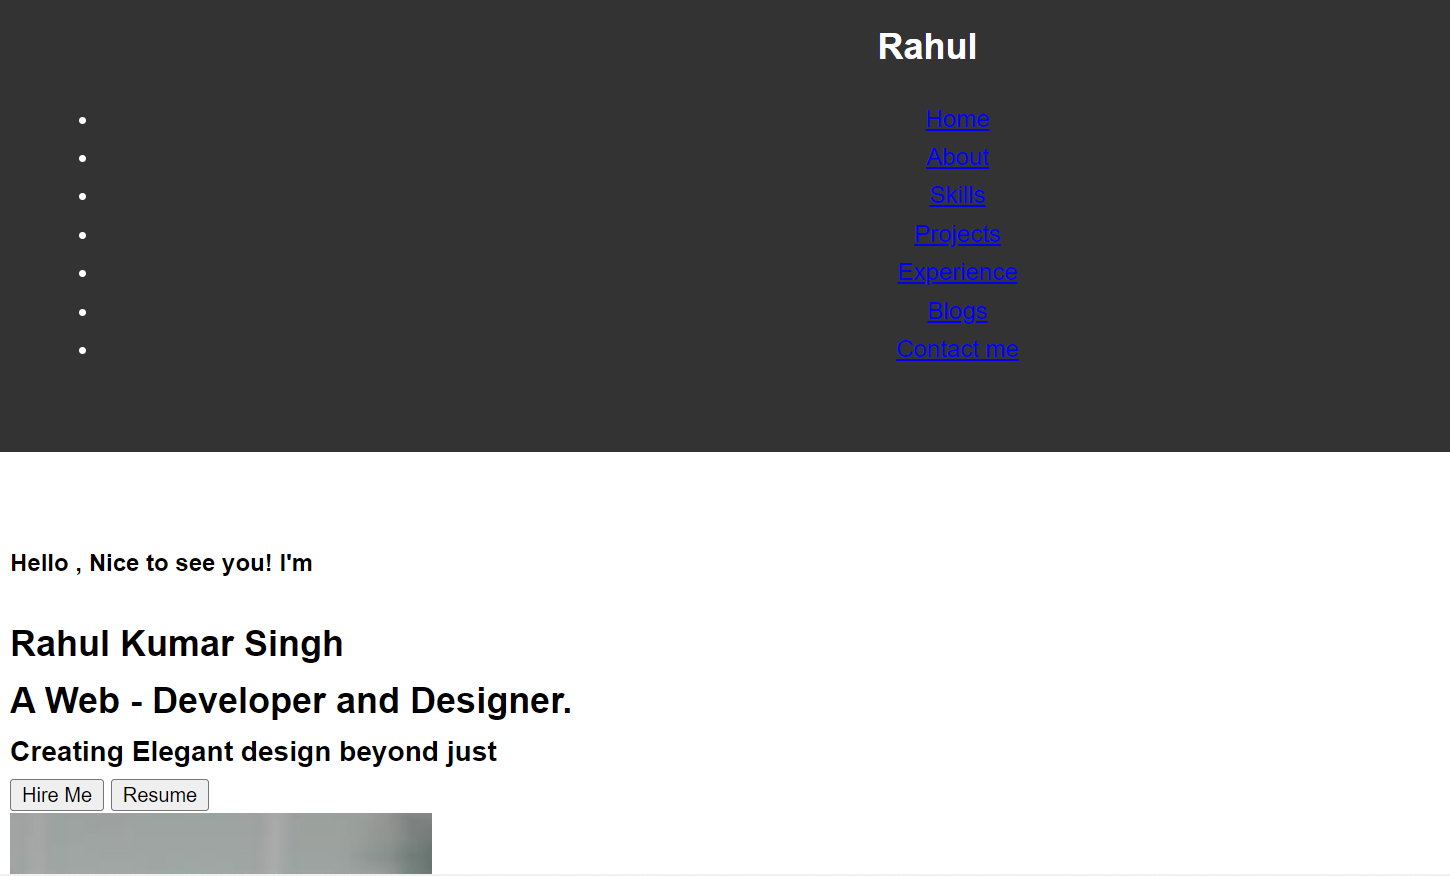 Rahul
Home
About
Skills
Projects
Experience
Blogs
Contact me
Hello , Nice to see you! I'm
Rahul Kumar Singh
A Web - Developer and Designer.
Creating Elegant design beyond just
Hire Me Resume